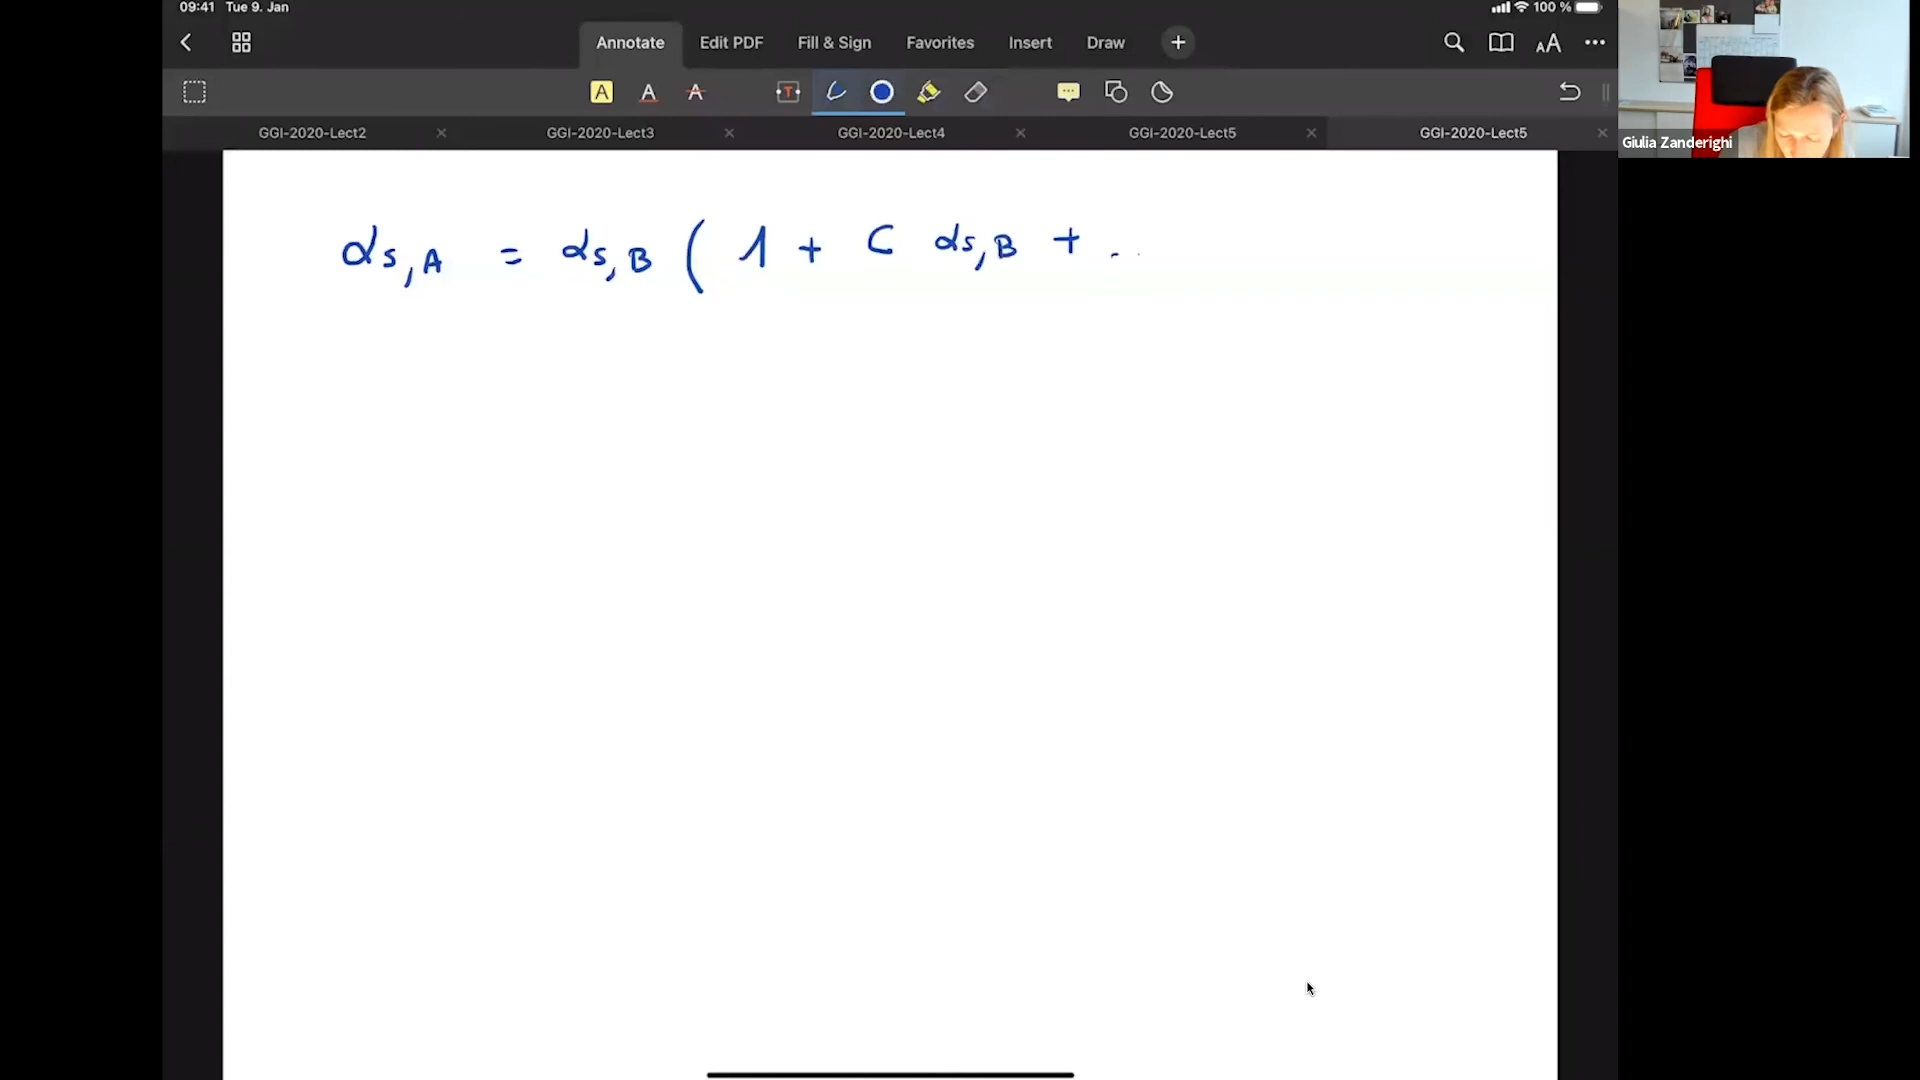 09:41 Tue 9. Jan 100 %
Annotate Edit PDF Fill & Sign Favorites Insert Draw
GGI-2020-Lect2 GGI-2020-Lect3 GGI-2020-Lect4 GGI-2020-Lect5 GGI-2020-Lect5
Giulia Zanderighi
αs,A = αs,B ( 1 + C αs,B + ..